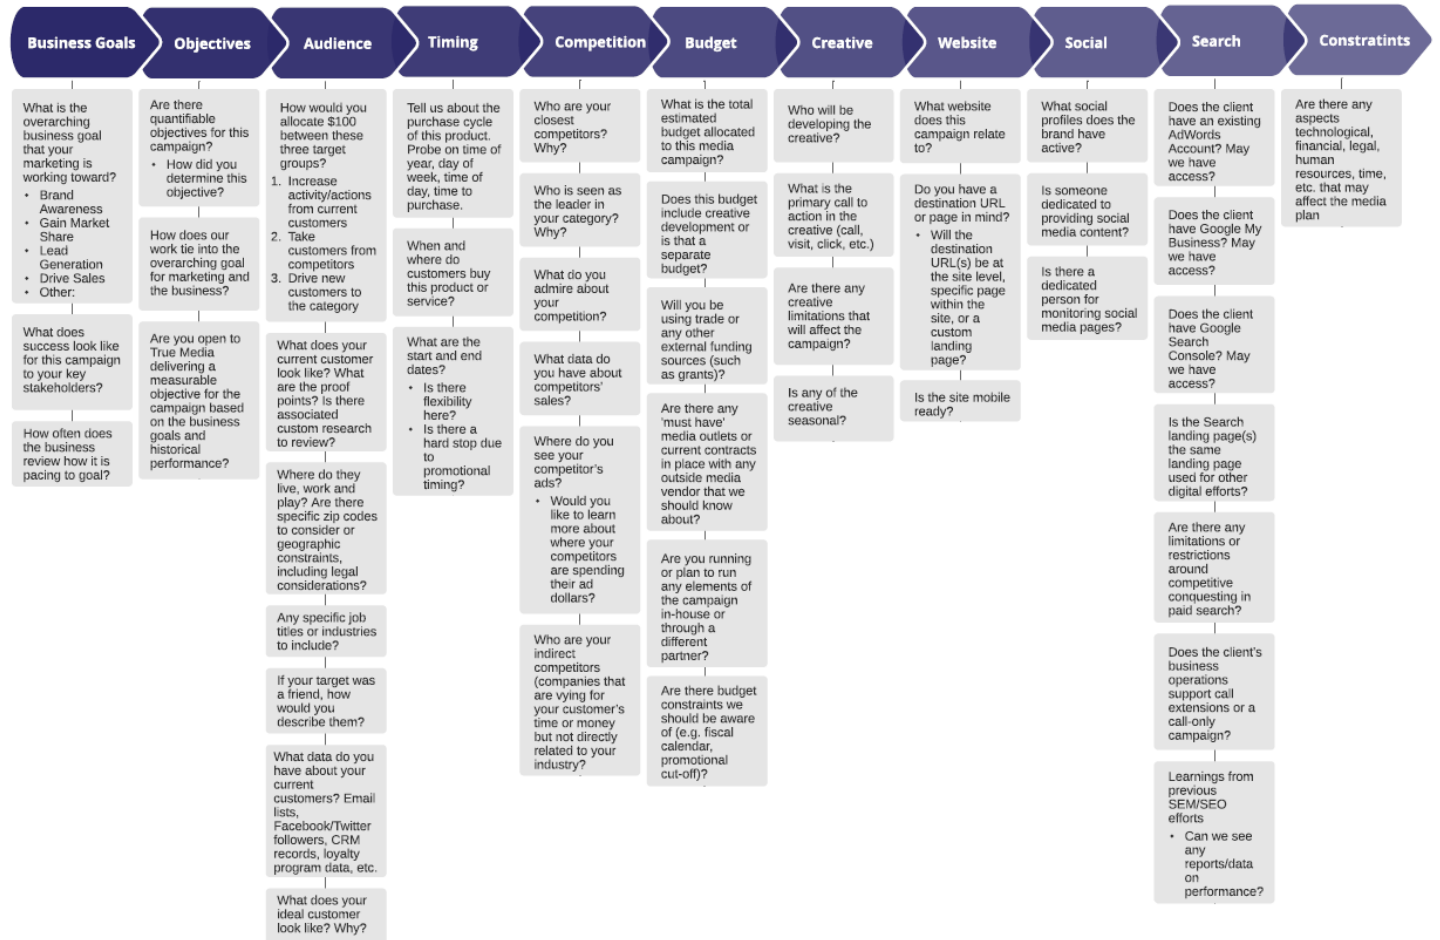 Business Goals
Objectives
Audience
Timing
Competition
Budget
Creative
Website
Social
Search
Constratints
What is the
overarching
business goal
that your
marketing is
working toward?
• Brand
Awareness
• Gain Market
Share
• Lead
Generation
• Drive Sales
• Other:
What does
success look like
for this campaign
to your key
stakeholders?
How often does
the business
review how it is
pacing to goal?
Are there
quantifiable
objectives for this
campaign?
• How did you
determine this
objective?
How does our
work tie into the
overarching goal
for marketing and
the business?
Are you open to
True Media
delivering a
measurable
objective for the
campaign based
on the business
goals and
historical
performance?
How would you
allocate $100
between these
three target
groups?
1. Increase
activity/actions
from current
customers
2. Take
customers from
competitors
3. Drive new
customers to
the category
What does your
current customer
look like? What
are the proof
points? Is there
associated
custom research
to review?
Where do they
live, work and
play? Are there
specific zip codes
to consider or
geographic
constraints,
including legal
considerations?
Any specific job
titles or industries
to include?
If your target was
a friend, how
would you
describe them?
What data do you
have about your
current
customers? Email
lists,
Facebook/Twitter
followers, CRM
records, loyalty
program data, etc.
What does your
ideal customer
look like? Why?
Tell us about the
purchase cycle
of this product.
Probe on time of
year, day of
week, time of
day, time to
purchase.
When and
where do
customers buy
this product or
service?
What are the
start and end
dates?
• Is there
flexibility
here?
• Is there a
hard stop due
to
promotional
timing?
Who are your
closest
competitors?
Why?
Who is seen as
the leader in
your category?
Why?
What do you
admire about
your
competition?
What data do
you have about
competitors'
sales?
Where do you
see your
competitor's
ads?
• Would you
like to learn
more about
where your
competitors
are spending
their ad
dollars?
Who are your
indirect
competitors
(companies that
are vying for
your customer's
time or money
but not directly
related to your
industry?
What is the total
estimated
budget allocated
to this media
campaign?
Does this budget
include creative
development or
is that a
separate
budget?
Will you be
using trade or
any other
external funding
sources (such
as grants)?
Are there any
'must have'
media outlets or
current contracts
in place with any
outside media
vendor that we
should know
about?
Are you running
or plan to run
any elements of
the campaign
in-house or
through a
different
partner?
Are there budget
constraints we
should be aware
of (e.g. fiscal
calendar,
promotional
cut-off)?
Who will be
developing the
creative?
What is the
primary call to
action in the
creative (call,
visit, click, etc.)
Are there any
creative
limitations that
will affect the
campaign?
Is any of the
creative
seasonal?
What website
does this
campaign relate
to?
Do you have a
destination URL
or page in mind?
• Will the
destination
URL(s) be at
the site level,
specific page
within the
site, or a
custom
landing
page?
Is the site mobile
ready?
What social
profiles does the
brand have
active?
Is someone
dedicated to
providing social
media content?
Is there a
dedicated
person for
monitoring social
media pages?
Does the client
have an existing
AdWords
Account? May
we have
access?
Does the client
have Google My
Business? May
we have
access?
Does the client
have Google
Search
Console? May
we have
access?
Is the Search
landing page(s)
the same
landing page
used for other
digital efforts?
Are there any
limitations or
restrictions
around
competitive
conquesting in
paid search?
Does the client's
business
operations
support call
extensions or a
call-only
campaign?
Learnings from
previous
SEM/SEO
efforts
• Can we see
any
reports/data
on
performance?
Are there any
aspects
technological,
financial, legal,
human
resources, time,
etc. that may
affect the media
plan